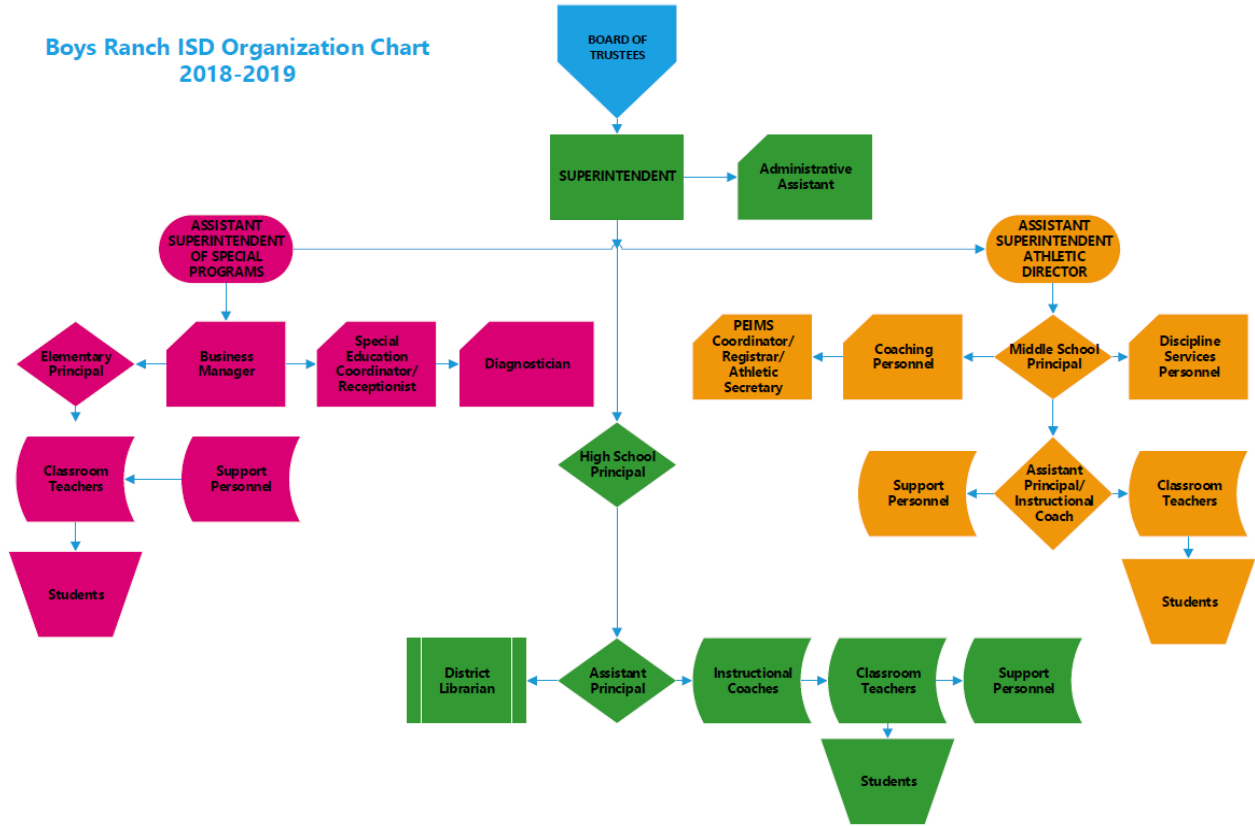 Boys Ranch ISD Organization Chart
2018-2019
BOARD OF
TRUSTEES
SUPERINTENDENT
Administrative
Assistant
ASSISTANT
SUPERINTENDENT
OF SPECIAL
PROGRAMS
ASSISTANT
SUPERINTENDENT
ATHLETIC
DIRECTOR
Elementary
Principal
Business
Manager
Special
Education
Coordinator/
Receptionist
Diagnostician
PEIMS
Coordinator/
Registrar/
Athletic
Secretary
Coaching
Personnel
Middle School
Principal
Discipline
Services
Personnel
Classroom
Teachers
Support
Personnel
High School
Principal
Support
Personnel
Assistant
Principal/
Instructional
Coach
Classroom
Teachers
Students
Students
District
Librarian
Assistant
Principal
Instructional
Coaches
Classroom
Teachers
Support
Personnel
Students